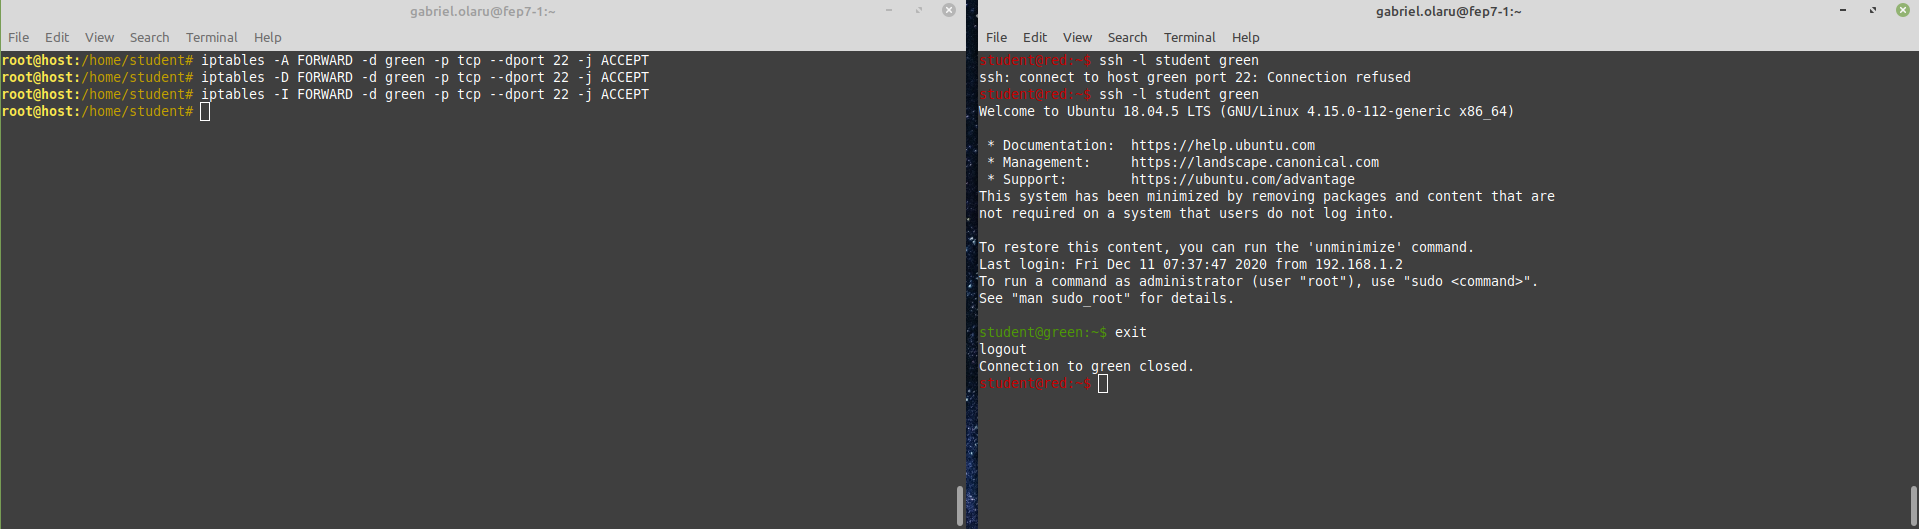 gabriel.olaru@fep7-1:~
File Edit View Search Terminal Help
root@host:/home/student# iptables -A FORWARD -d green -p tcp --dport 22 -j ACCEPT
root@host:/home/student# iptables -D FORWARD -d green -p tcp --dport 22 -j ACCEPT
root@host:/home/student# iptables -I FORWARD -d green -p tcp --dport 22 -j ACCEPT
root@host:/home/student#
gabriel.olaru@fep7-1:~
File Edit View Search Terminal Help
student@red:~$ ssh -l student green
ssh: connect to host green port 22: Connection refused
student@red:~$ ssh -l student green
Welcome to Ubuntu 18.04.5 LTS (GNU/Linux 4.15.0-112-generic x86_64)
* Documentation:  https://help.ubuntu.com
* Management:     https://landscape.canonical.com
* Support:        https://ubuntu.com/advantage
This system has been minimized by removing packages and content that are
not required on a system that users do not log into.
To restore this content, you can run the 'unminimize' command.
Last login: Fri Dec 11 07:37:47 2020 from 192.168.1.2
To run a command as administrator (user "root"), use "sudo <command>".
See "man sudo_root" for details.
student@green:~$ exit
logout
Connection to green closed.
student@red:~$